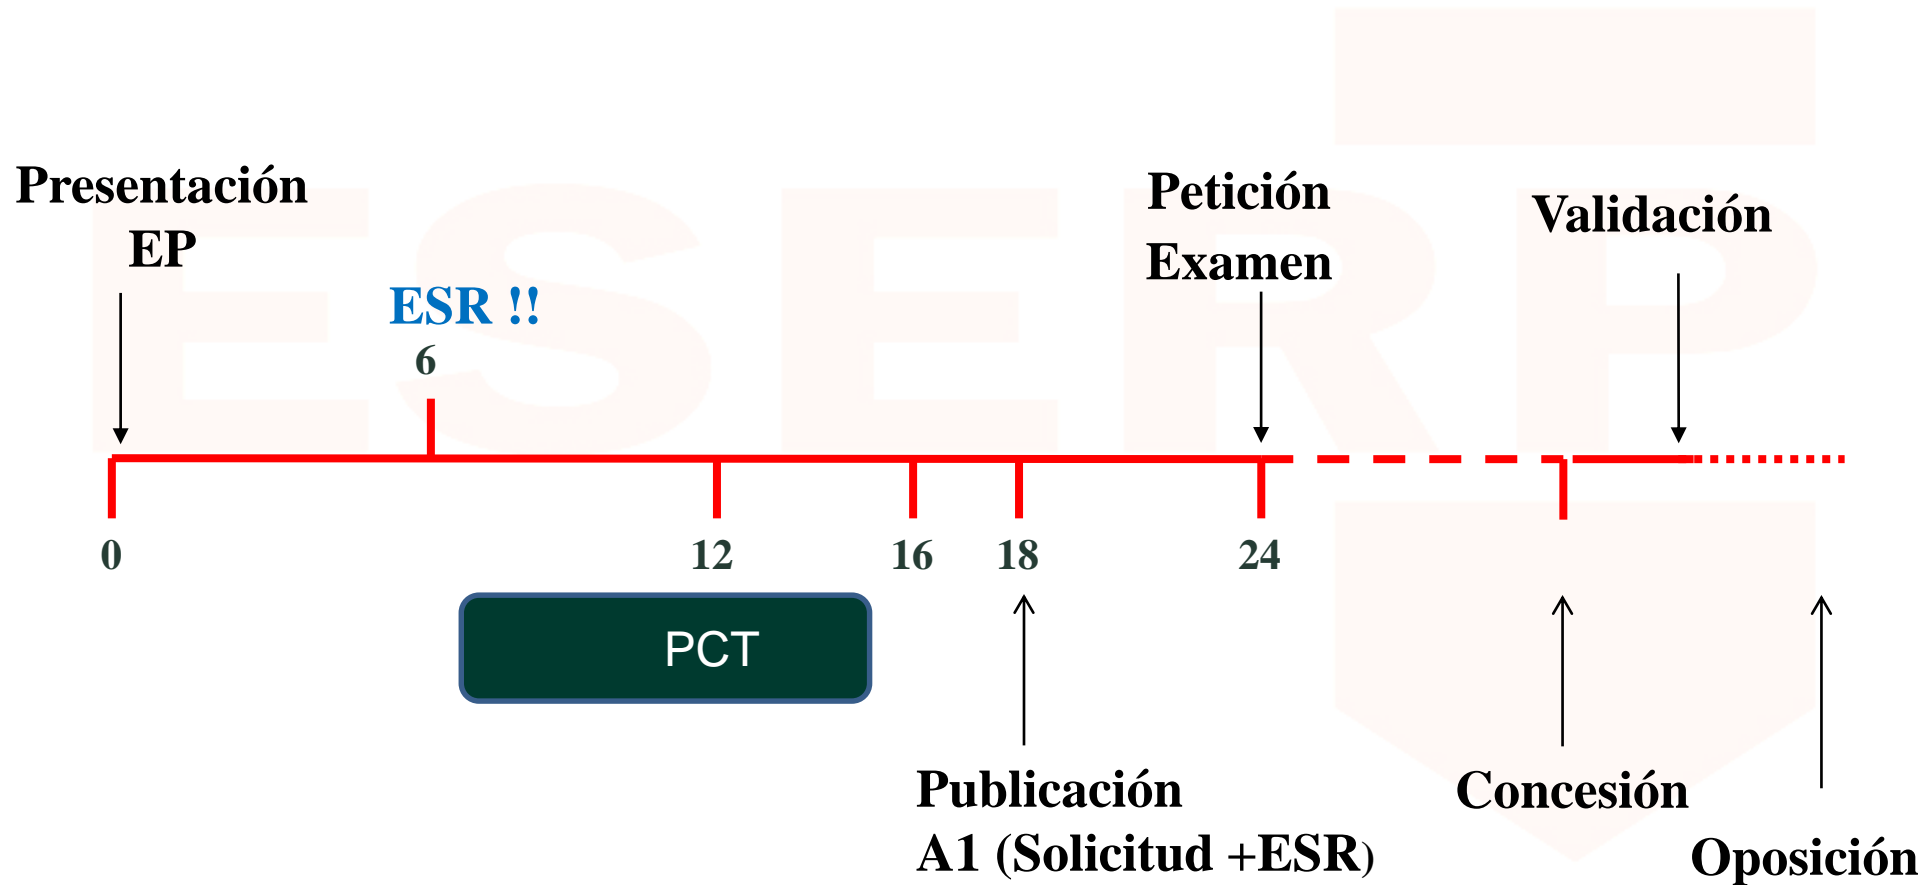 Presentación
EP
ESR !!
6
Petición
Examen
Validación
0
12
16
18
24
PCT
Publicación
A1 (Solicitud +ESR)
Concesión
Oposición
ESERP